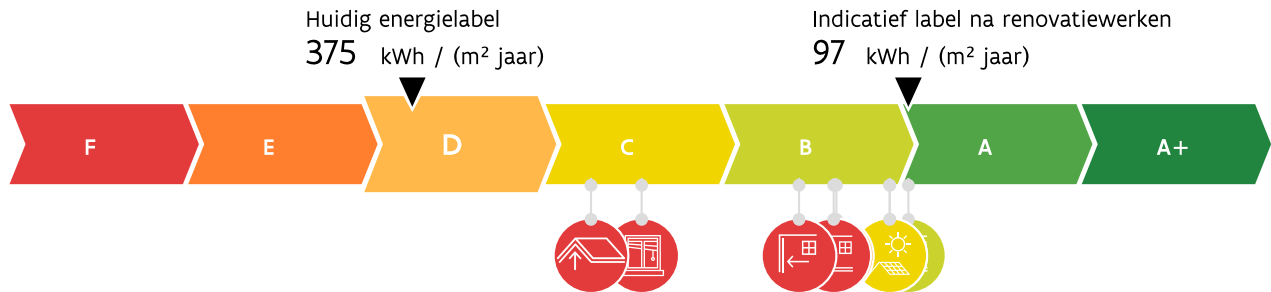 Huidig energielabel
375 kWh / (m² jaar)
Indicatief label na renovatiewerken
97 kWh / (m² jaar)
F E D C B A A+